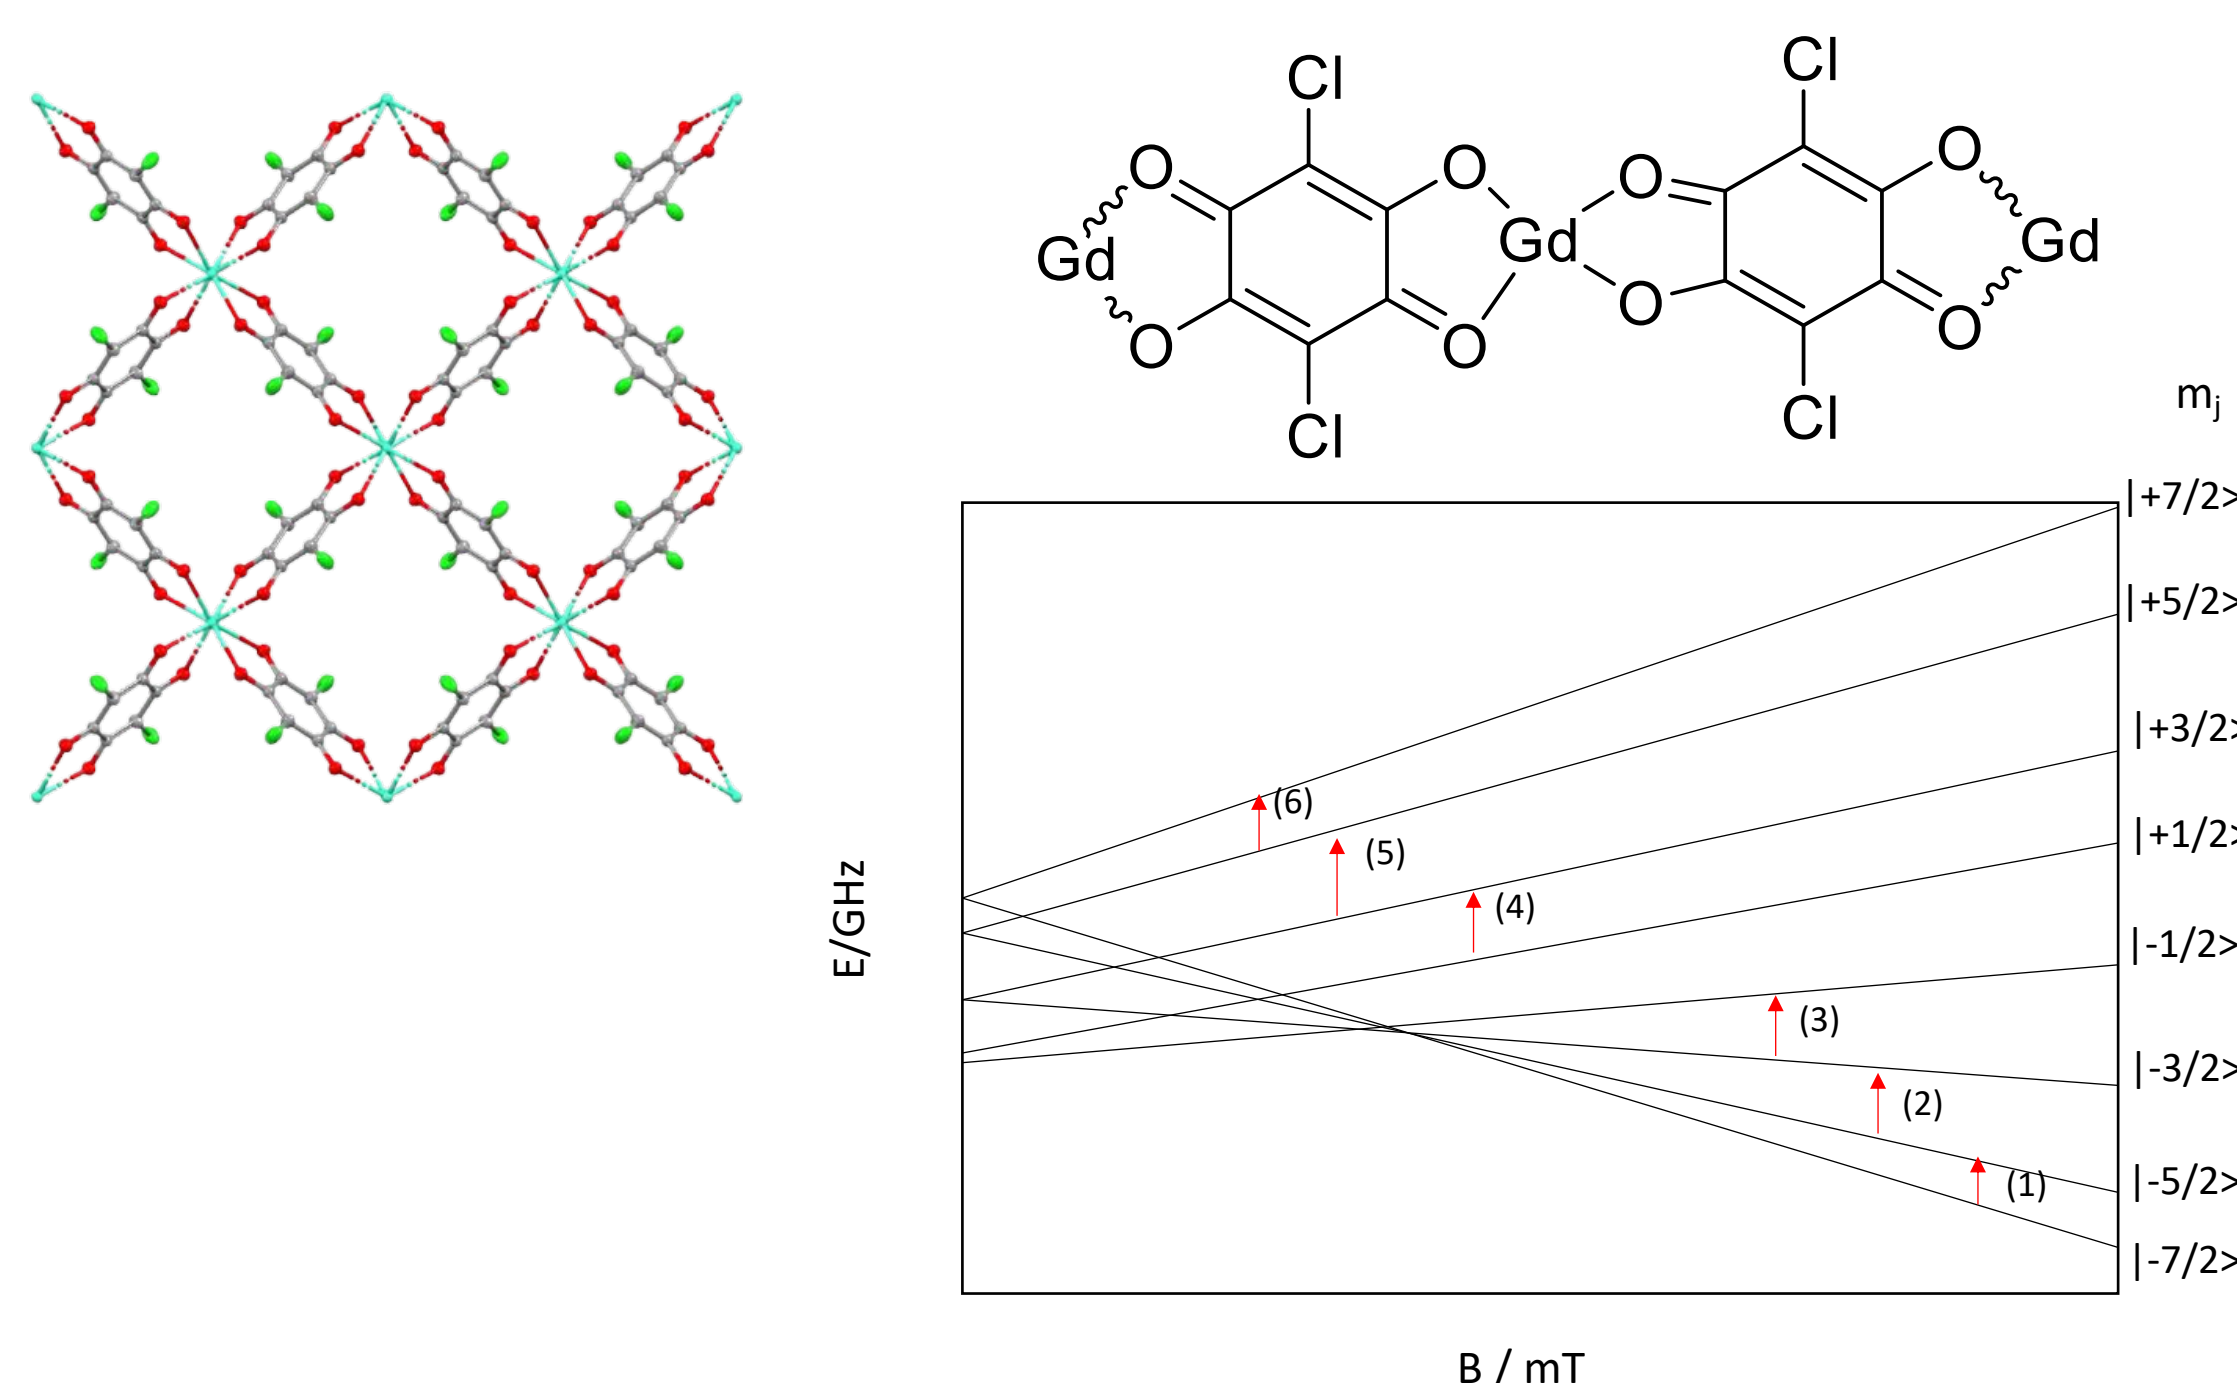 Cl
Cl
O
O
O
O
Gd
Gd
Gd
O
O
O
O
Cl
Cl
m_j
|+7/2>
|+5/2>
|+3/2>
|+1/2>
|-1/2>
|-3/2>
|-5/2>
|-7/2>
(6)
(5)
(4)
(3)
(2)
(1)
E/GHz
B / mT